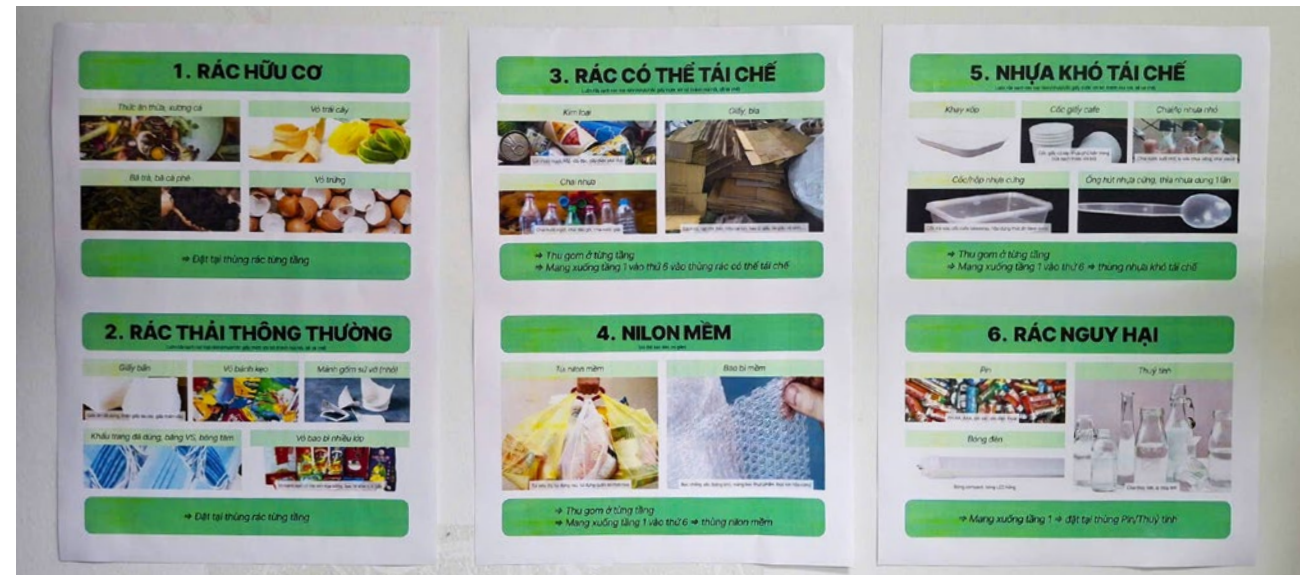 1. RÁC HỮU CƠ
Thức ăn thừa, xương cá
Vỏ trái cây
Bã trà, bã cà phê
Vỏ trứng
⇒ Đặt tại thùng rác từng tầng
2. RÁC THẢI THÔNG THƯỜNG
Giấy bẩn
Vỏ bánh kẹo
Mảnh gốm sứ vỡ (nhỏ)
Khẩu trang đã dùng, băng VS, bông tăm
Vỏ bao bì nhiều lớp
⇒ Đặt tại thùng rác từng tầng
3. RÁC CÓ THỂ TÁI CHẾ
Kim loại
Giấy, bìa
Chai nhựa
⇒ Thu gom ở từng tầng
⇒ Mang xuống tầng 1 vào thứ 6 vào thùng rác có thể tái chế
4. NILON MỀM
Túi nilon mềm
Bao bì mềm
⇒ Thu gom ở từng tầng
⇒ Mang xuống tầng 1 vào thứ 6 ⇒ thùng nilon mềm
5. NHỰA KHÓ TÁI CHẾ
Khay xốp
Cốc giấy cafe
Chai/lọ nhựa nhỏ
Cốc/hộp nhựa cứng
Ống hút nhựa cứng, thìa nhựa dùng 1 lần
⇒ Thu gom ở từng tầng
⇒ Mang xuống tầng 1 vào thứ 6 ⇒ thùng nhựa khó tái chế
6. RÁC NGUY HẠI
Pin
Thuỷ tinh
Bóng đèn
⇒ Mang xuống tầng 1 ⇒ đặt tại thùng Pin/Thuỷ tinh